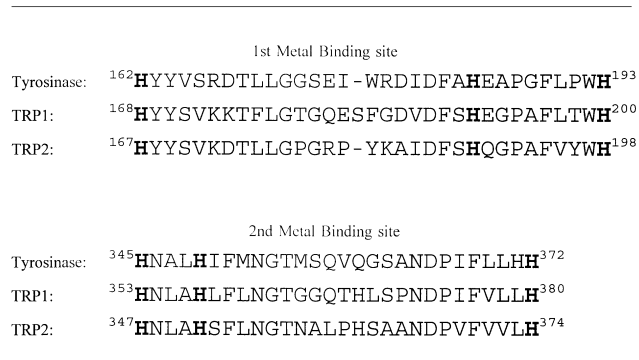 1st Metal Binding site
Tyrosinase: 162HYYVSRDTLLGGSEI-WRDIDFAHEAPGFLPWH193
TRP1: 168HYYSVKKTFLGTGQESFGDVDFSHEGPAFLTWH200
TRP2: 167HYYSVKDTLLGPGRP-YKAIDFSHQGPAFVYWH198
2nd Metal Binding site
Tyrosinase: 345HNALHIFMNGTMSQVQGSANDPIFLLHH372
TRP1: 353HNLAHLFLNGTGGQTHLSPNDPIFVLLH380
TRP2: 347HNLAHSFLNGTNALPHSAANDPVFVVLH374